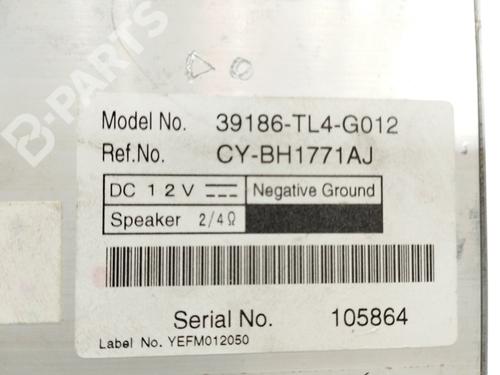 B-PARTS
Model No. 39186-TL4-G012
Ref.No. CY-BH1771AJ
DC 12V Negative Ground
Speaker 2/4Ω
Serial No. 105864
Label No. YEFM012050